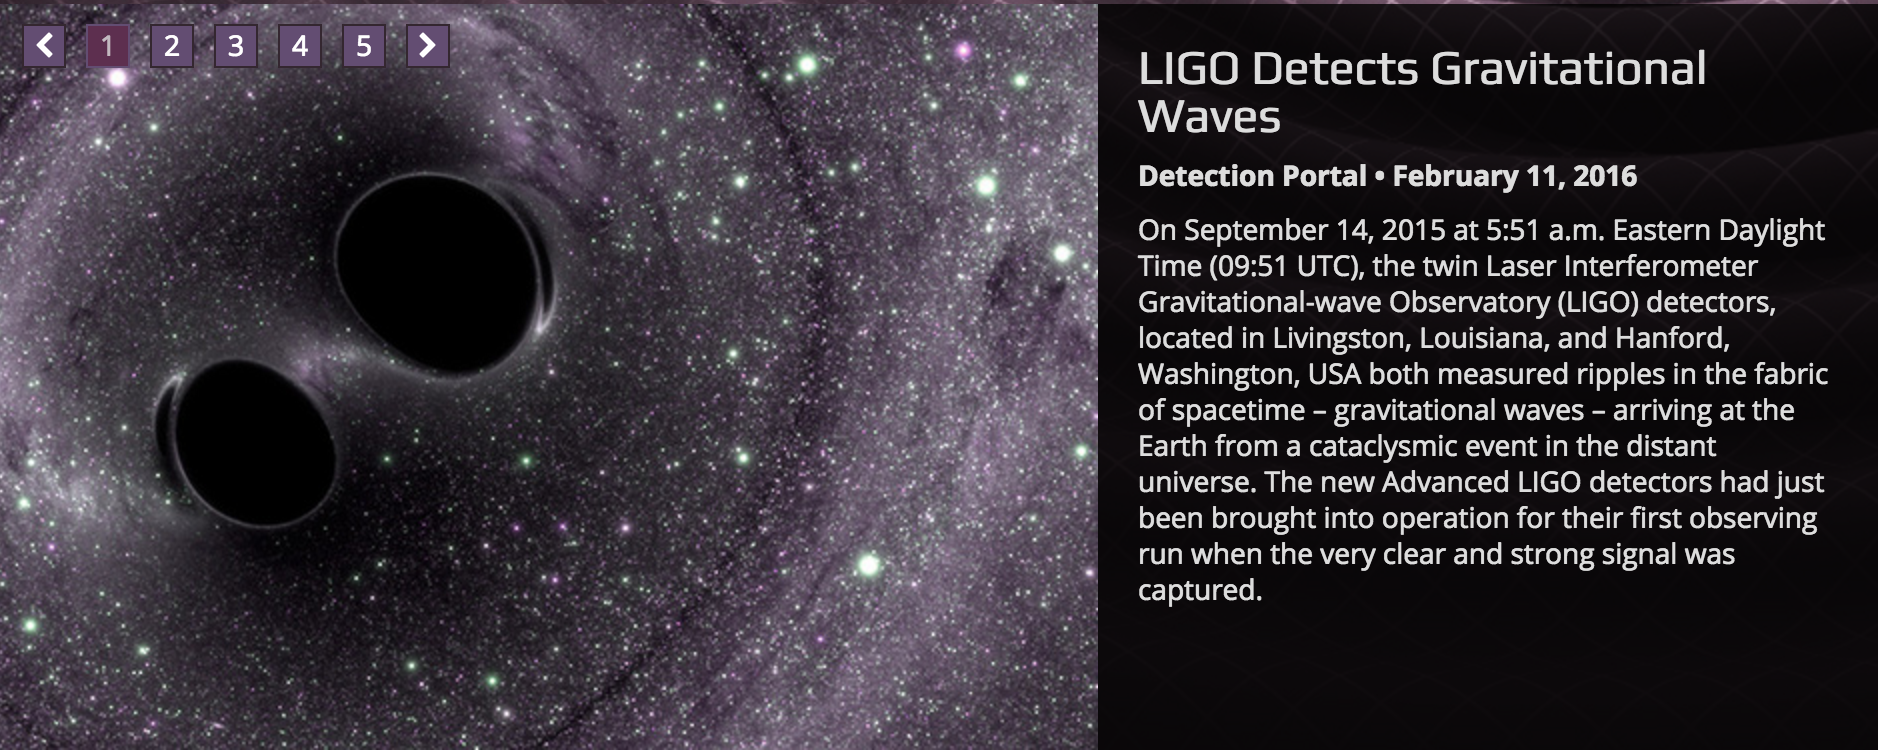 1 2 3 4 5
LIGO Detects Gravitational
Waves
Detection Portal • February 11, 2016
On September 14, 2015 at 5:51 a.m. Eastern Daylight
Time (09:51 UTC), the twin Laser Interferometer
Gravitational-wave Observatory (LIGO) detectors,
located in Livingston, Louisiana, and Hanford,
Washington, USA both measured ripples in the fabric
of spacetime – gravitational waves – arriving at the
Earth from a cataclysmic event in the distant
universe. The new Advanced LIGO detectors had just
been brought into operation for their first observing
run when the very clear and strong signal was
captured.